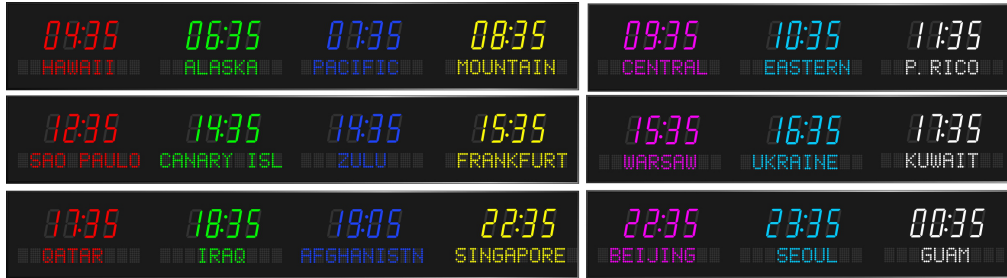 04:35 06:35 07:35 08:35 09:35 10:35 11:35
HAWAII ALASKA PACIFIC MOUNTAIN CENTRAL EASTERN P. RICO
12:35 14:35 14:35 15:35 15:35 16:35 17:35
SAO PAULO CANARY ISL ZULU FRANKFURT WARSAW UKRAINE KUWAIT
17:35 18:35 19:05 22:35 22:35 23:35 00:35
QATAR IRAQ AFGHANISTN SINGAPORE BEIJING SEOUL GUAM